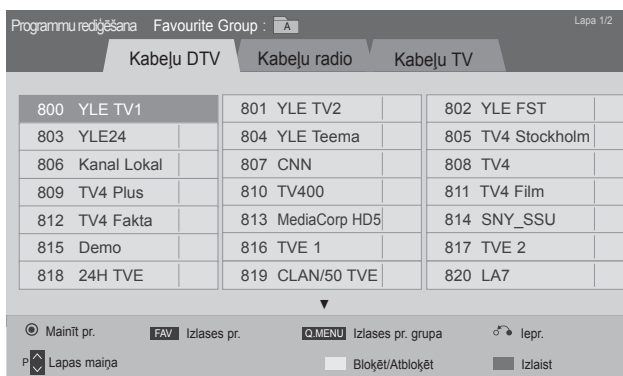 Programmu rediģēšana Favourite Group : A Lapa 1/2
Kabeļu DTV Kabeļu radio Kabeļu TV
800 YLE TV1 801 YLE TV2 802 YLE FST
803 YLE24 804 YLE Teema 805 TV4 Stockholm
806 Kanal Lokal 807 CNN 808 TV4
809 TV4 Plus 810 TV400 811 TV4 Film
812 TV4 Fakta 813 MediaCorp HD5 814 SNY_SSU
815 Demo 816 TVE 1 817 TVE 2
818 24H TVE 819 CLAN/50 TVE 820 LA7
Mainīt pr. FAV Izlases pr. Q.MENU Izlases pr. grupa Iepr.
P Lapas maiņa Bloķēt/Atbloķēt Izlaist